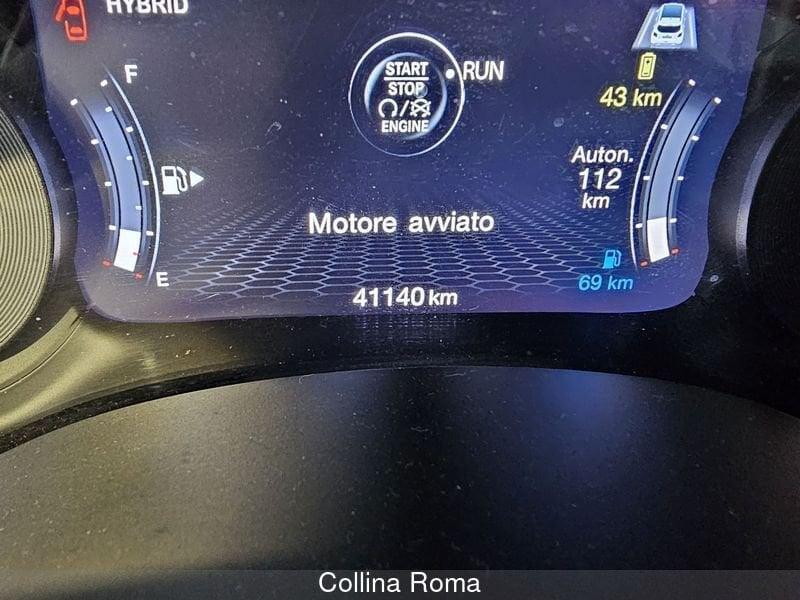 HYBRID
F
START
STOP
ENGINE
RUN
43 km
Auton.
112
km
Motore avviato
E
69 km
41140 km
Collina Roma